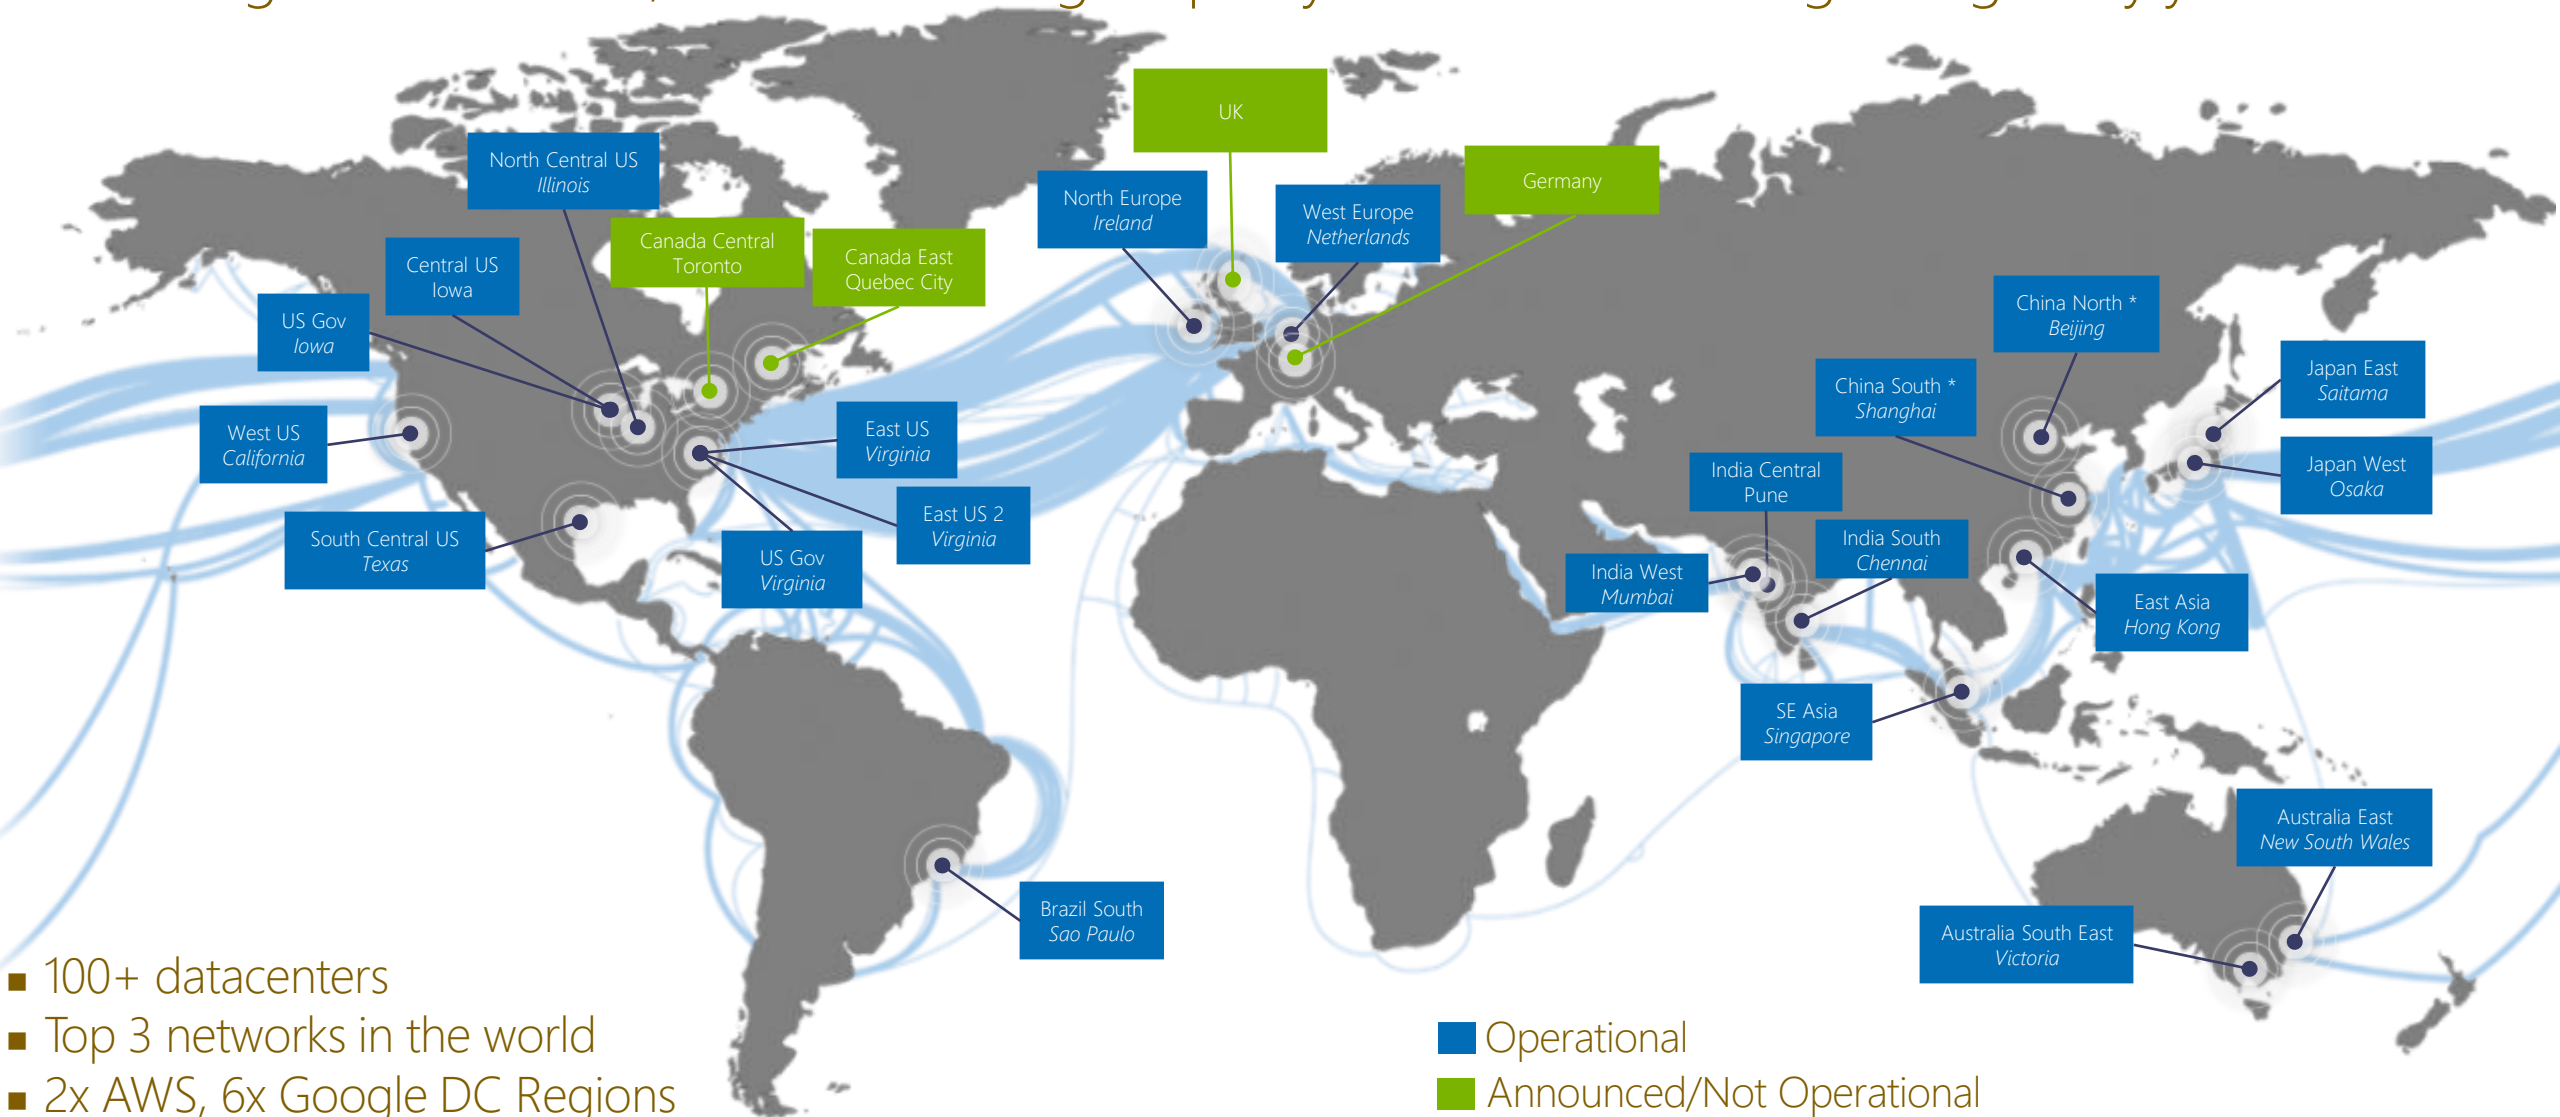 UK
North Central US
Illinois
Germany
North Europe
Ireland
West Europe
Netherlands
Canada Central
Toronto
Canada East
Quebec City
Central US
Iowa
US Gov
Iowa
China North *
Beijing
China South *
Shanghai
Japan East
Saitama
West US
California
East US
Virginia
India Central
Pune
Japan West
Osaka
East US 2
Virginia
South Central US
Texas
US Gov
Virginia
India South
Chennai
India West
Mumbai
East Asia
Hong Kong
SE Asia
Singapore
Australia East
New South Wales
Brazil South
Sao Paulo
Australia South East
Victoria
▪ 100+ datacenters
▪ Top 3 networks in the world
▪ 2x AWS, 6x Google DC Regions
Operational
Announced/Not Operational